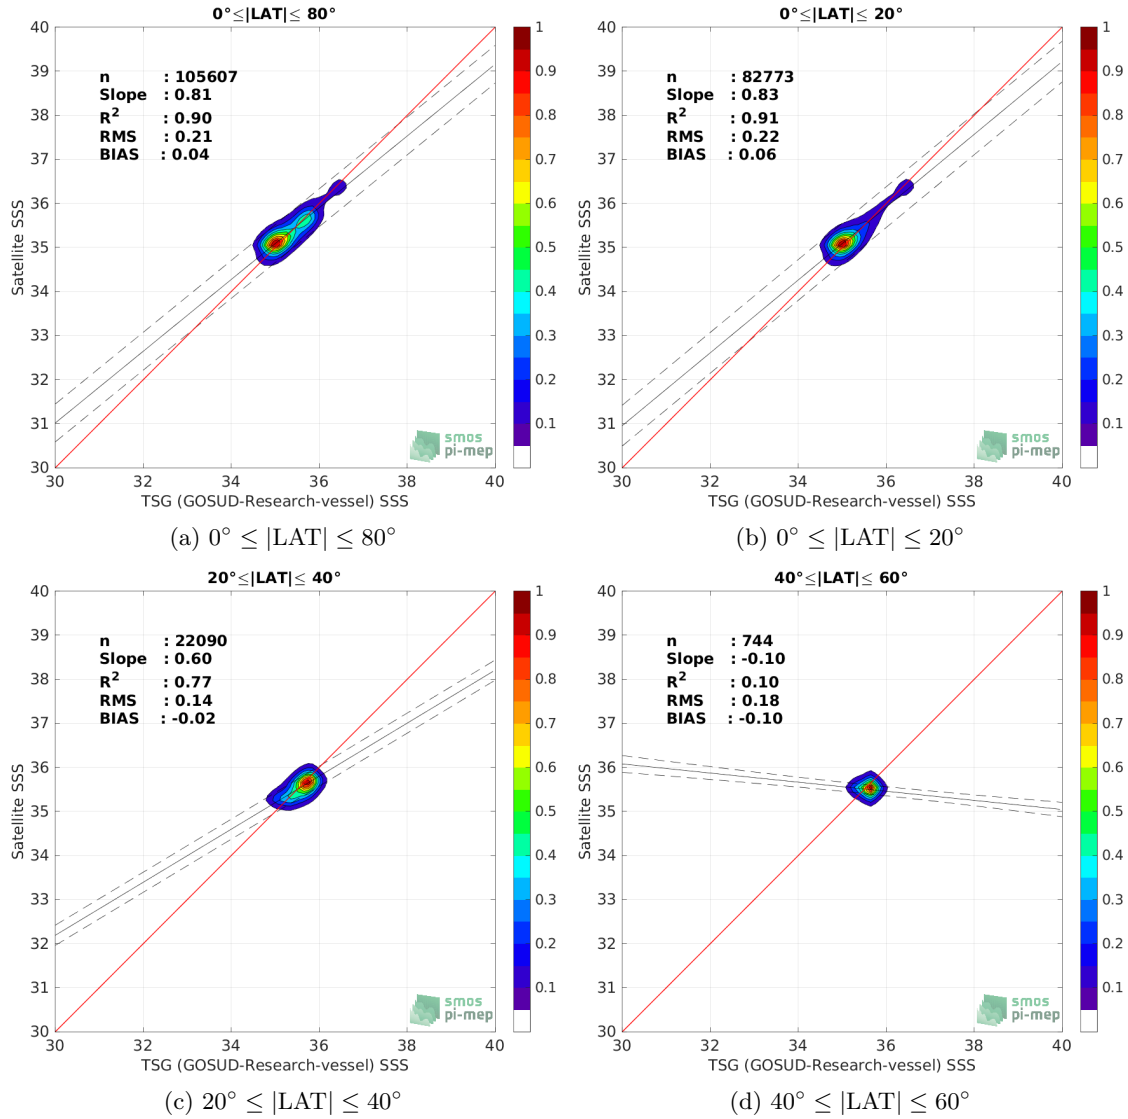 0°≤|LAT|≤ 80°
40
39
38
37
36
35
34
33
32
31
30
Satellite SSS
n : 105607
Slope : 0.81
R² : 0.90
RMS : 0.21
BIAS : 0.04
smos
pi-mep
30 32 34 36 38 40
TSG (GOSUD-Research-vessel) SSS
1
0.9
0.8
0.7
0.6
0.5
0.4
0.3
0.2
0.1
(a) 0° ≤ |LAT| ≤ 80°
0°≤|LAT|≤ 20°
40
39
38
37
36
35
34
33
32
31
30
Satellite SSS
n : 82773
Slope : 0.83
R² : 0.91
RMS : 0.22
BIAS : 0.06
smos
pi-mep
30 32 34 36 38 40
TSG (GOSUD-Research-vessel) SSS
1
0.9
0.8
0.7
0.6
0.5
0.4
0.3
0.2
0.1
(b) 0° ≤ |LAT| ≤ 20°
20°≤|LAT|≤ 40°
40
39
38
37
36
35
34
33
32
31
30
Satellite SSS
n : 22090
Slope : 0.60
R² : 0.77
RMS : 0.14
BIAS : -0.02
smos
pi-mep
30 32 34 36 38 40
TSG (GOSUD-Research-vessel) SSS
1
0.9
0.8
0.7
0.6
0.5
0.4
0.3
0.2
0.1
(c) 20° ≤ |LAT| ≤ 40°
40°≤|LAT|≤ 60°
40
39
38
37
36
35
34
33
32
31
30
Satellite SSS
n : 744
Slope : -0.10
R² : 0.10
RMS : 0.18
BIAS : -0.10
smos
pi-mep
30 32 34 36 38 40
TSG (GOSUD-Research-vessel) SSS
1
0.9
0.8
0.7
0.6
0.5
0.4
0.3
0.2
0.1
(d) 40° ≤ |LAT| ≤ 60°